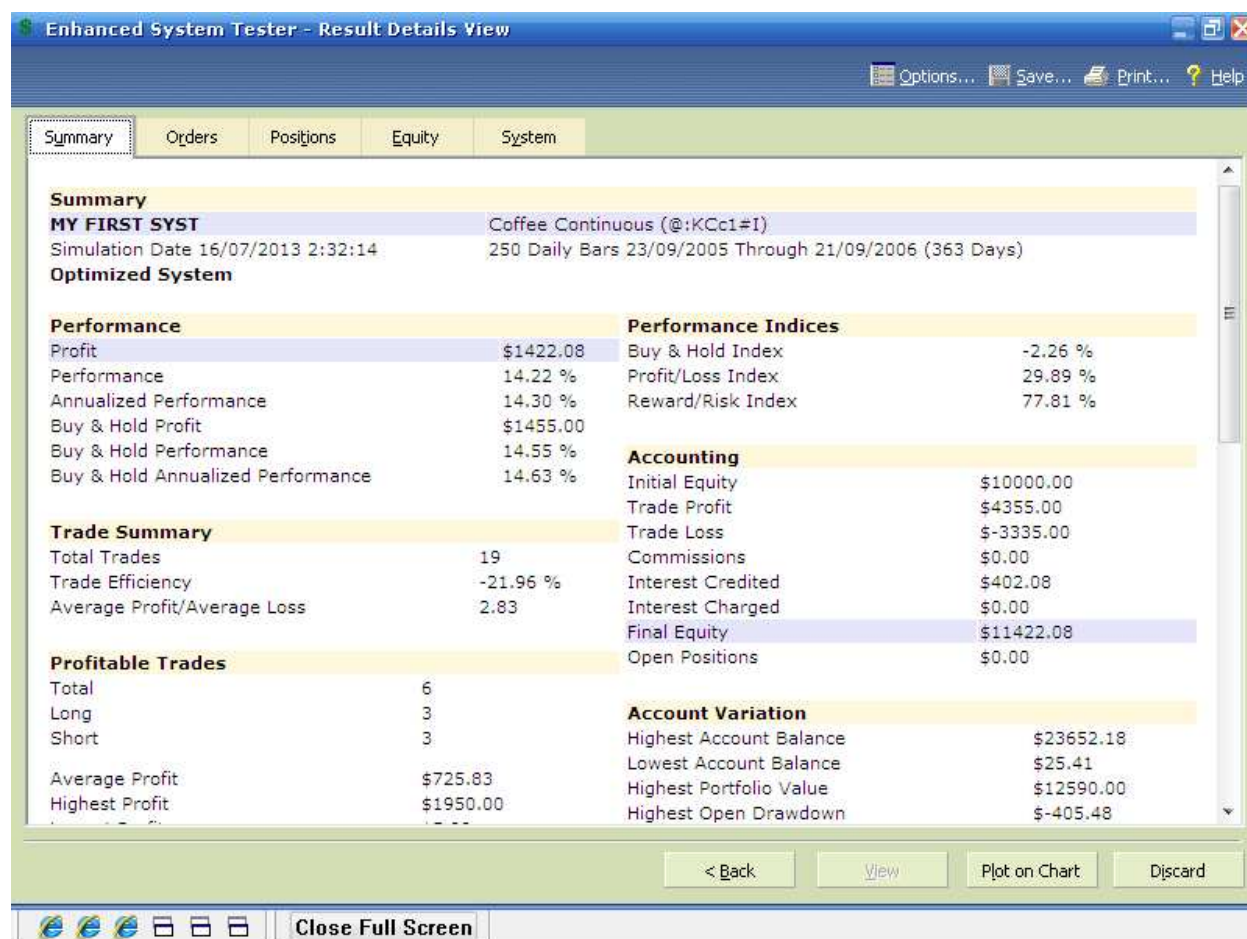 Enhanced System Tester - Result Details View
Options... Save... Print... ? Help
Summary Orders Positions Equity System
Summary
MY FIRST SYST Coffee Continuous (@:KCc1#I)
Simulation Date 16/07/2013 2:32:14 250 Daily Bars 23/09/2005 Through 21/09/2006 (363 Days)
Optimized System
Performance
Profit $1422.08
Performance 14.22 %
Annualized Performance 14.30 %
Buy & Hold Profit $1455.00
Buy & Hold Performance 14.55 %
Buy & Hold Annualized Performance 14.63 %
Trade Summary
Total Trades 19
Trade Efficiency -21.96 %
Average Profit/Average Loss 2.83
Profitable Trades
Total 6
Long 3
Short 3
Average Profit $725.83
Highest Profit $1950.00
Performance Indices
Buy & Hold Index -2.26 %
Profit/Loss Index 29.89 %
Reward/Risk Index 77.81 %
Accounting
Initial Equity $10000.00
Trade Profit $4355.00
Trade Loss $-3335.00
Commissions $0.00
Interest Credited $402.08
Interest Charged $0.00
Final Equity $11422.08
Open Positions $0.00
Account Variation
Highest Account Balance $23652.18
Lowest Account Balance $25.41
Highest Portfolio Value $12590.00
Highest Open Drawdown $-405.48
< Back View Plot on Chart Discard
Close Full Screen